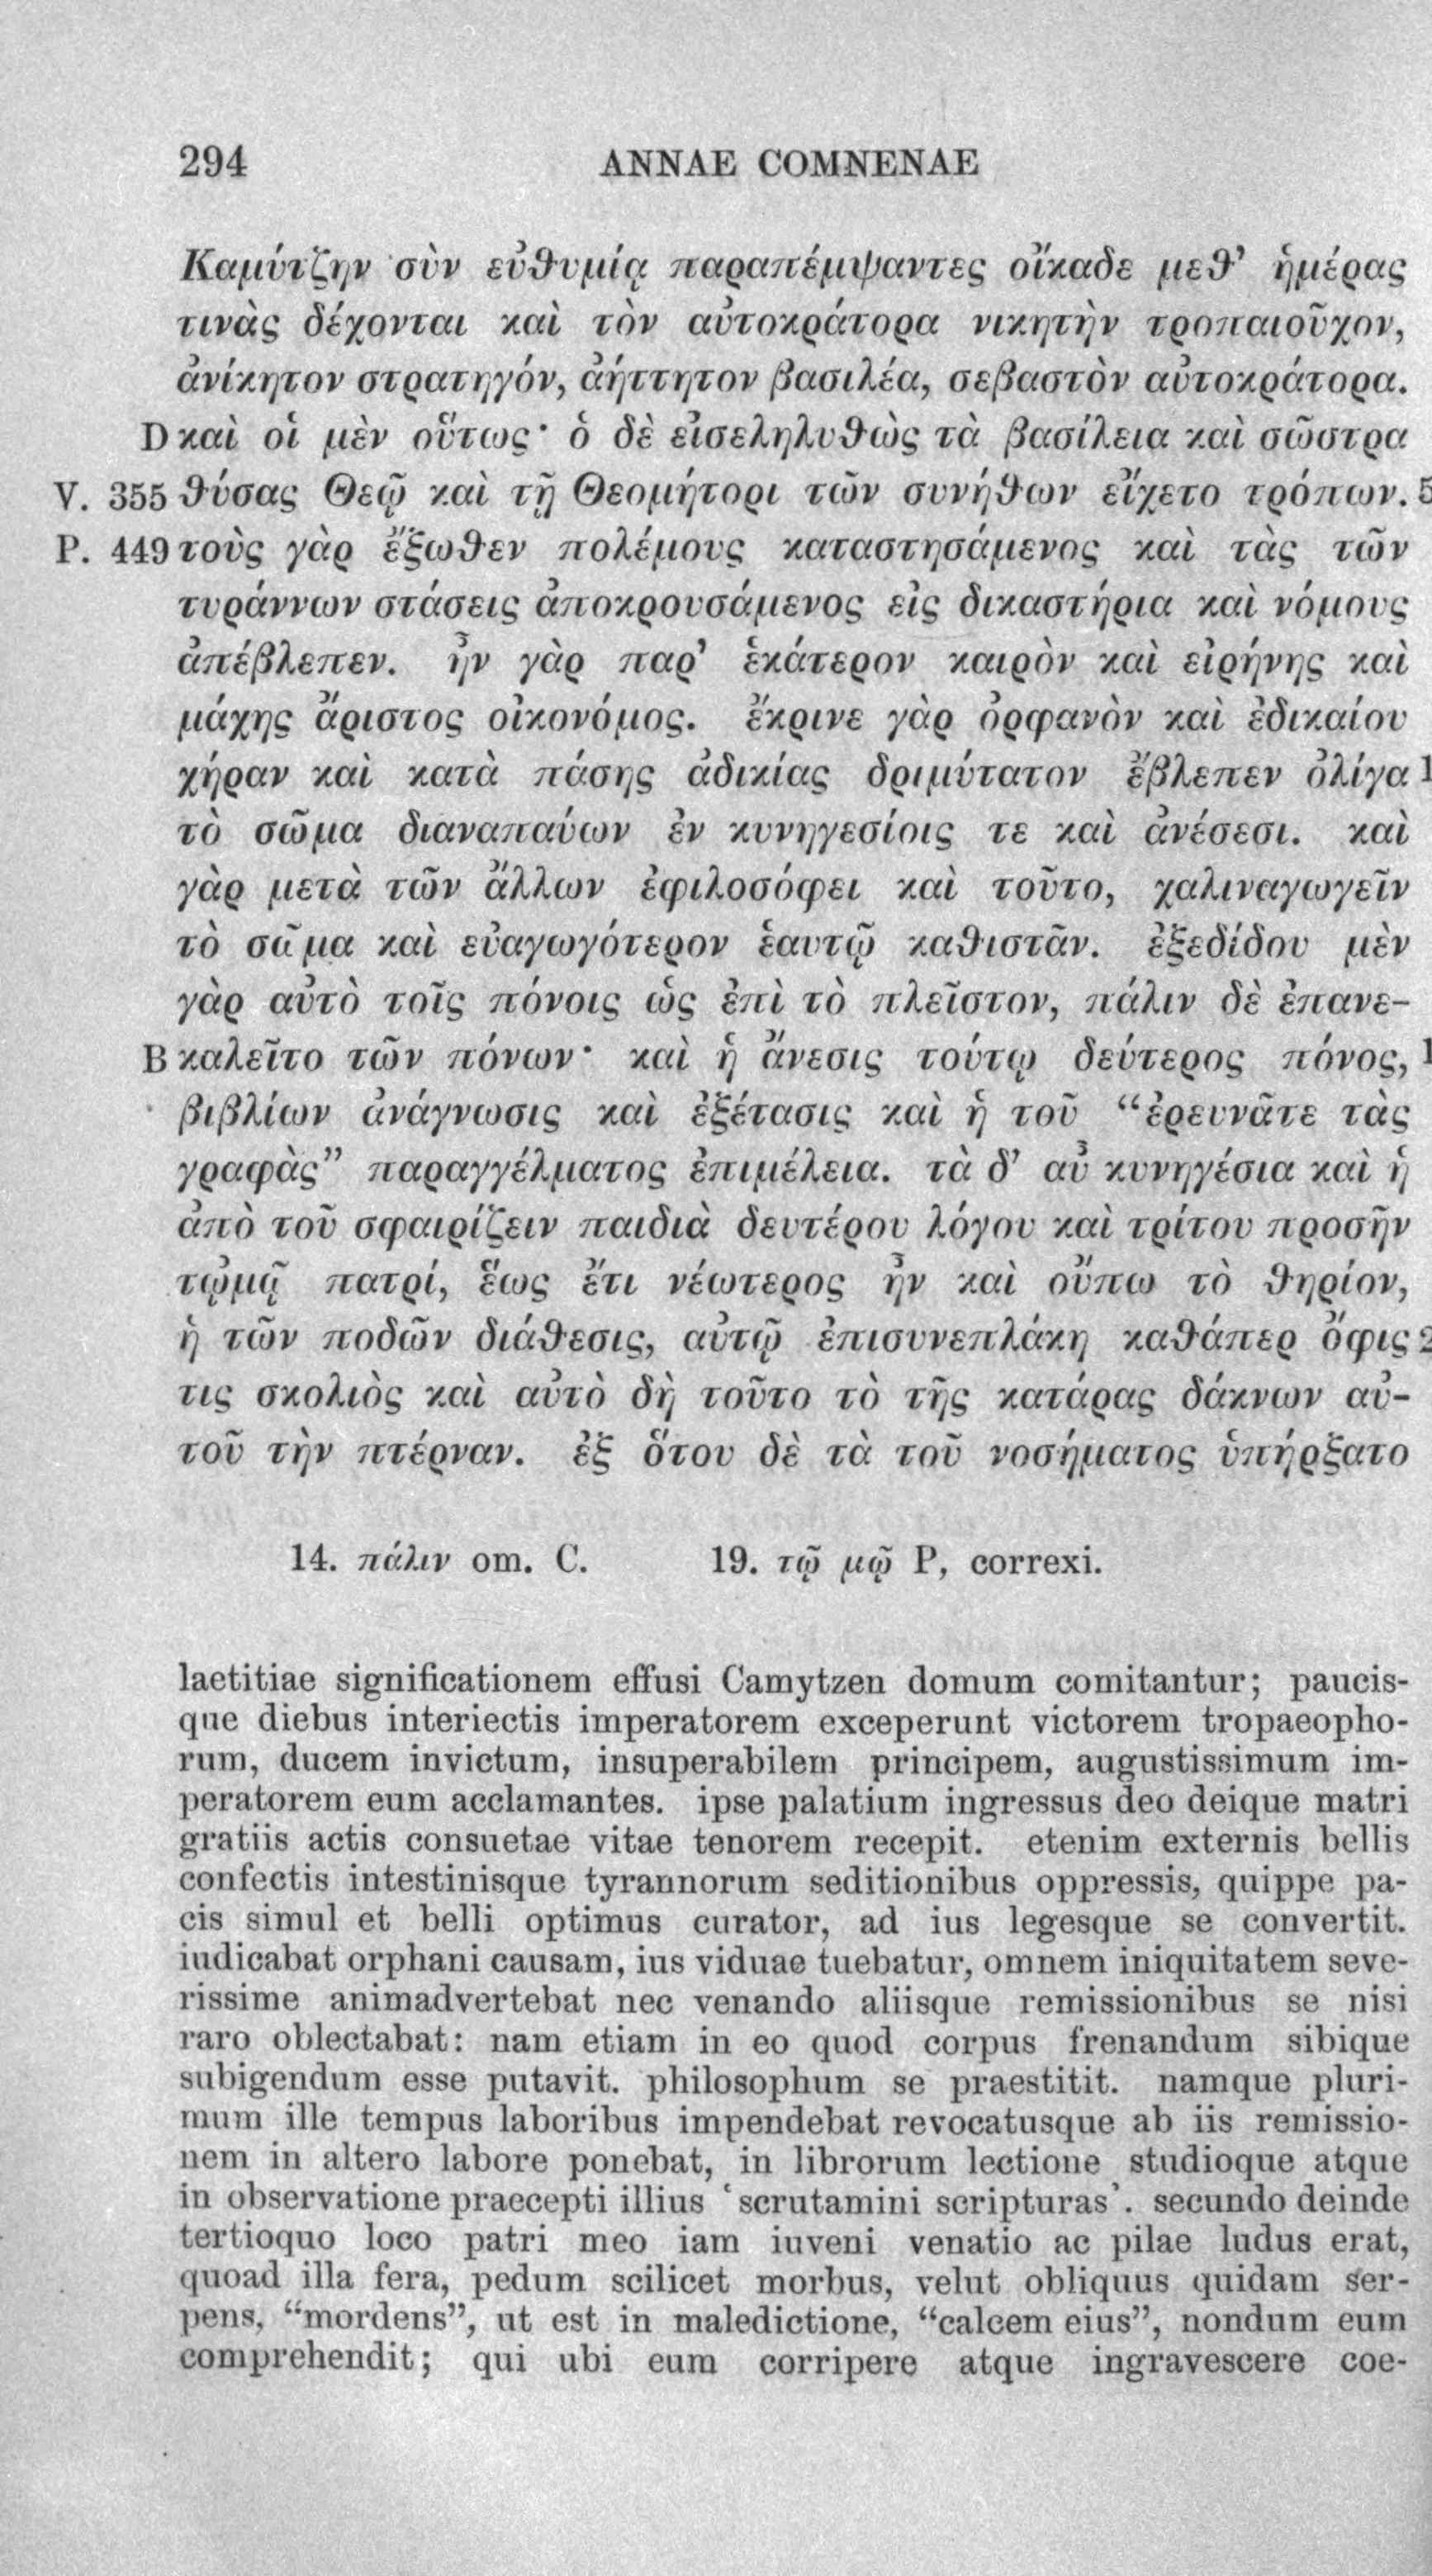 294 ANNAE COMNENAE
Καμύτζην σὺν εὐθυμίᾳ παραπέμψαντες οἴκαδε μεθ’ ἡμέρας
τινὰς δέχονται καὶ τὸν αὐτοκράτορα νικητὴν τροπαιοῦχον,
ἀνίκητον στρατηγόν, ἀήττητον βασιλέα, σεβαστὸν αὐτοκράτορα.
D καὶ οἱ μὲν οὕτως· ὁ δὲ εἰσεληλυθὼς τὰ βασίλεια καὶ σῶστρα
V. 355 θύσας Θεῷ καὶ τῇ Θεομήτορι τῶν συνήθων εἴχετο τρόπων. 5
P. 449 τοὺς γὰρ ἔξωθεν πολέμους καταστησάμενος καὶ τὰς τῶν
τυράννων στάσεις ἀποκρουσάμενος εἰς δικαστήρια καὶ νόμους
ἀπέβλεπεν. ἦν γὰρ παρ’ ἑκάτερον καιρὸν καὶ εἰρήνης καὶ
μάχης ἄριστος οἰκονόμος. ἔκρινε γὰρ ὀρφανὸν καὶ ἐδικαίου
χήραν καὶ κατὰ πάσης ἀδικίας δριμύτατον ἔβλεπεν ὀλίγα 1
τὸ σῶμα διαναπαύων ἐν κυνηγεσίοις τε καὶ ἀνέσεσι. καὶ
γὰρ μετὰ τῶν ἄλλων ἐφιλοσόφει καὶ τοῦτο, χαλιναγωγεῖν
τὸ σῶμα καὶ εὐαγωγότερον ἑαυτῷ καθιστᾶν. ἐξεδίδου μὲν
γὰρ αὐτὸ τοῖς πόνοις ὡς ἐπὶ τὸ πλεῖστον, πάλιν δὲ ἐπανε-
B καλεῖτο τῶν πόνων· καὶ ἡ ἄνεσις τούτῳ δεύτερος πόνος, 1
βιβλίων ἀνάγνωσις καὶ ἐξέτασις καὶ ἡ τοῦ “ἐρευνᾶτε τὰς
γραφὰς” παραγγέλματος ἐπιμέλεια. τὰ δ’ αὖ κυνηγέσια καὶ ἡ
ἀπὸ τοῦ σφαιρίζειν παιδιὰ δευτέρου λόγου καὶ τρίτου προσῆν
τὠμῷ πατρί, ἕως ἔτι νέωτερος ἦν καὶ οὔπω τὸ θηρίον,
ἡ τῶν ποδῶν διάθεσις, αὐτῷ ἐπισυνεπλάκη καθάπερ ὄφις 2
τις σκολιὸς καὶ αὐτὸ δὴ τοῦτο τὸ τῆς κατάρας δάκνων αὐ-
τοῦ τὴν πτέρναν. ἐξ ὅτου δὲ τὰ τοῦ νοσήματος ὑπήρξατο
14. πάλιν om. C. 19. τῷ μῷ P, correxi.
laetitiae significationem effusi Camytzen domum comitantur; paucis-
que diebus interiectis imperatorem exceperunt victorem tropaeopho-
rum, ducem invictum, insuperabilem principem, augustissimum im-
peratorem eum acclamantes. ipse palatium ingressus deo deique matri
gratiis actis consuetae vitae tenorem recepit. etenim externis bellis
confectis intestinisque tyrannorum seditionibus oppressis, quippe pa-
cis simul et belli optimus curator, ad ius legesque se convertit.
iudicabat orphani causam, ius viduae tuebatur, omnem iniquitatem seve-
rissime animadvertebat nec venando aliisque remissionibus se nisi
raro oblectabat: nam etiam in eo quod corpus frenandum sibique
subigendum esse putavit. philosophum se praestitit. namque pluri-
mum ille tempus laboribus impendebat revocatusque ab iis remissio-
nem in altero labore ponebat, in librorum lectione studioque atque
in observatione praecepti illius ‘scrutamini scripturas’. secundo deinde
tertioquo loco patri meo iam iuveni venatio ac pilae ludus erat,
quoad illa fera, pedum scilicet morbus, velut obliquus quidam ser-
pens, “mordens”, ut est in maledictione, “calcem eius”, nondum eum
comprehendit; qui ubi eum corripere atque ingravescere coe-